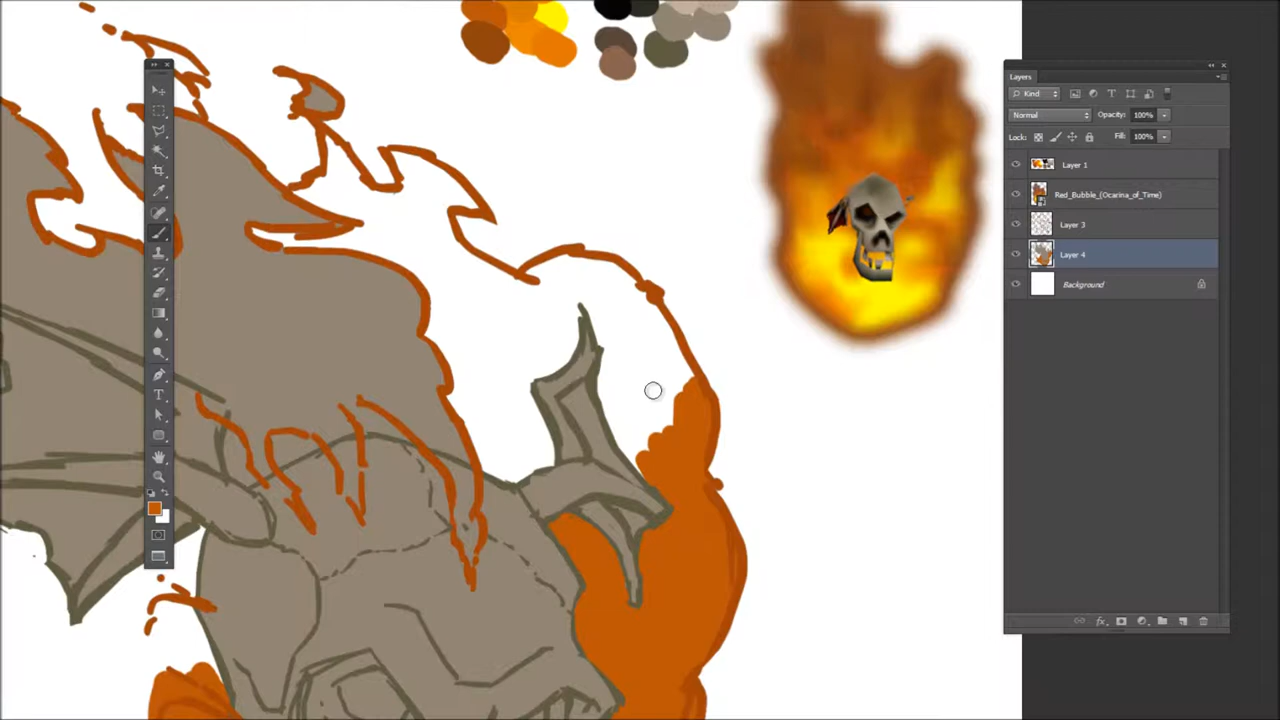 Layers
Kind
Normal Opacity: 100%
Lock: Fill: 100%
Layer 1
Red_Bubble_(Ocarina_of_Time)
Layer 3
Layer 4
Background